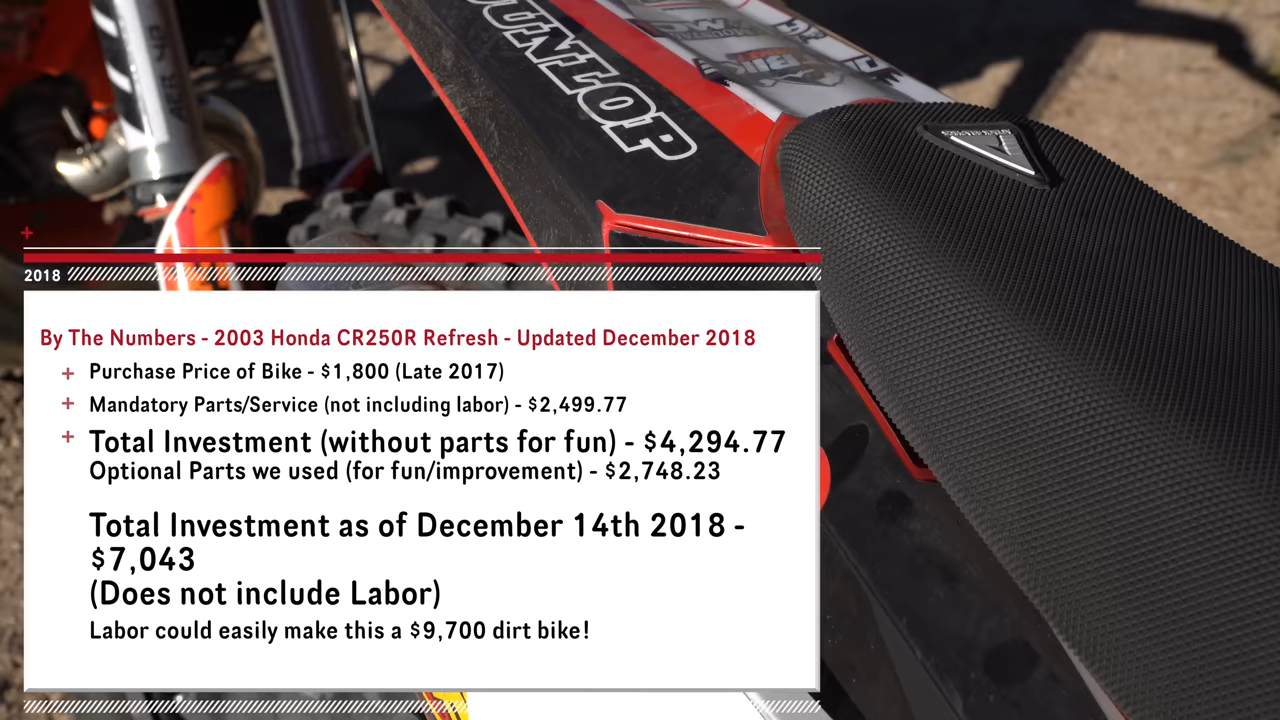 DUNLOP
2018
By The Numbers - 2003 Honda CR250R Refresh - Updated December 2018
+ Purchase Price of Bike - $1,800 (Late 2017)
+ Mandatory Parts/Service (not including labor) - $2,499.77
+ Total Investment (without parts for fun) - $4,294.77
Optional Parts we used (for fun/improvement) - $2,748.23
Total Investment as of December 14th 2018 -
$7,043
(Does not include Labor)
Labor could easily make this a $9,700 dirt bike!